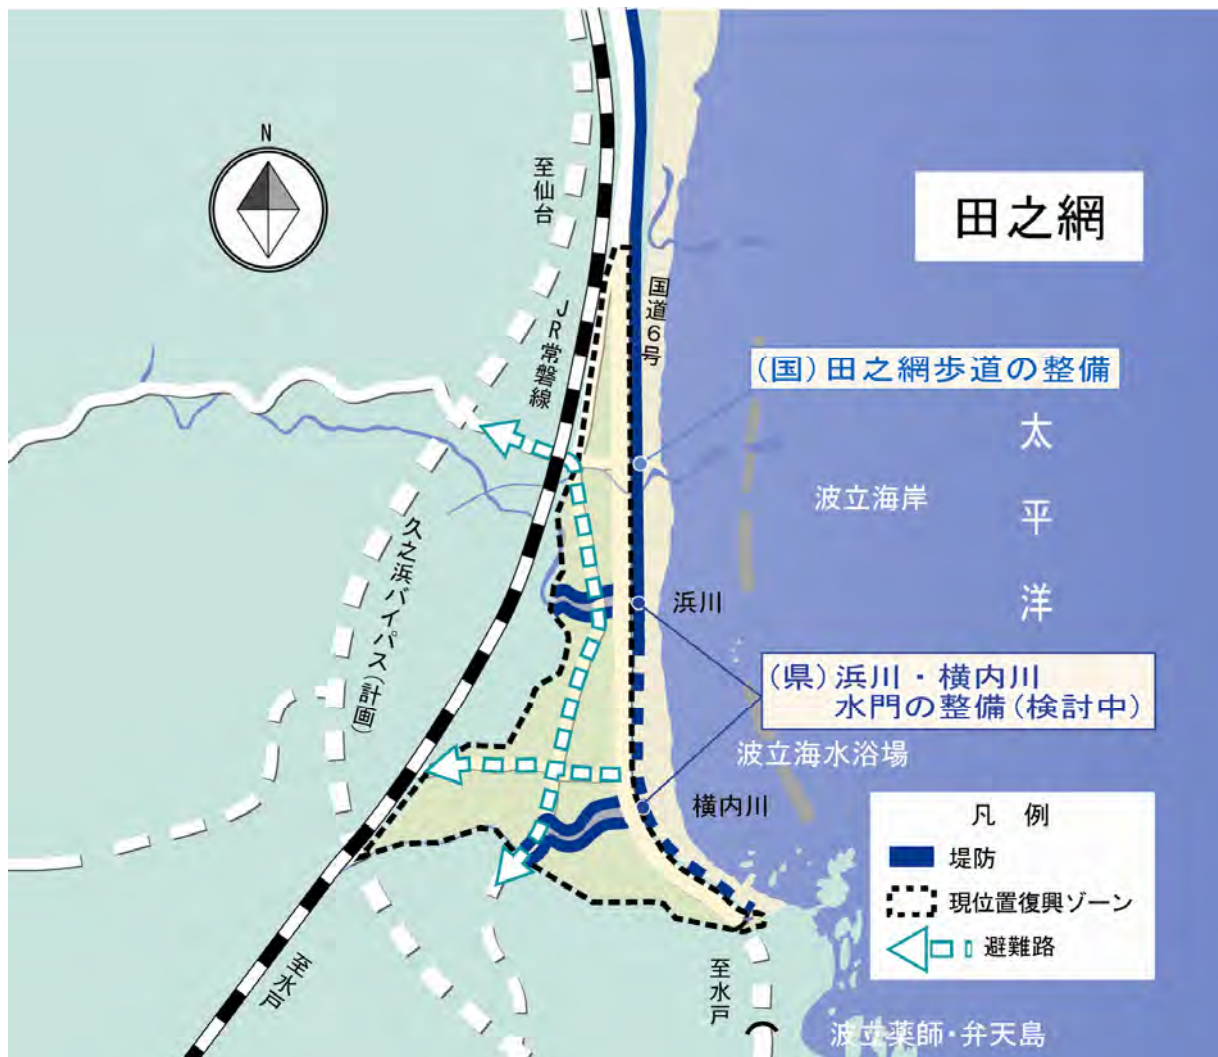 N
至仙台
田之網
国道6号
JR常磐線
(国)田之網歩道の整備
太平洋
波立海岸
久之浜バイパス(計画)
浜川
(県)浜川・横内川
水門の整備(検討中)
波立海水浴場
横内川
凡 例
堤防
現位置復興ゾーン
避難路
至水戸
至水戸
波立薬師・弁天島